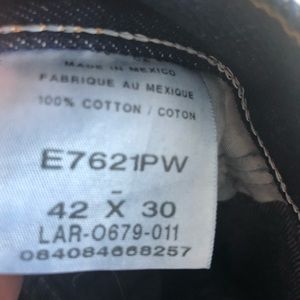 MADE IN MEXICO
FABRIQUE AU MEXIQUE
100% COTTON / COTON
E7621PW
-
42 X 30
LAR-0679-011
084084668257